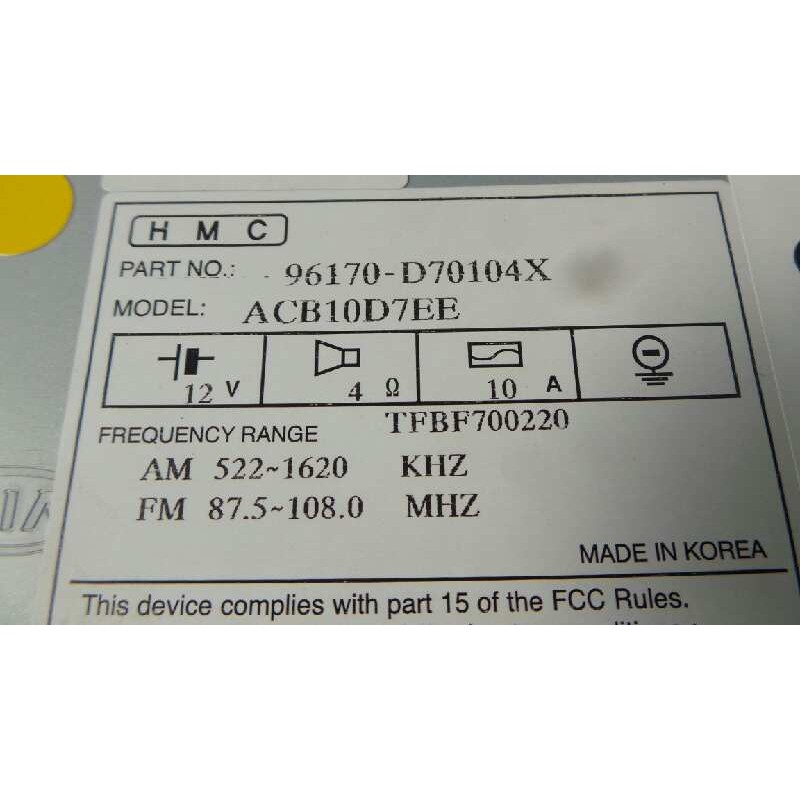 HMC
PART NO.: 96170-D70104X
MODEL: ACB10D7EE
12 V 4 Ω 10 A
FREQUENCY RANGE TFBF700220
AM 522~1620 KHZ
FM 87.5~108.0 MHZ
MADE IN KOREA
This device complies with part 15 of the FCC Rules.